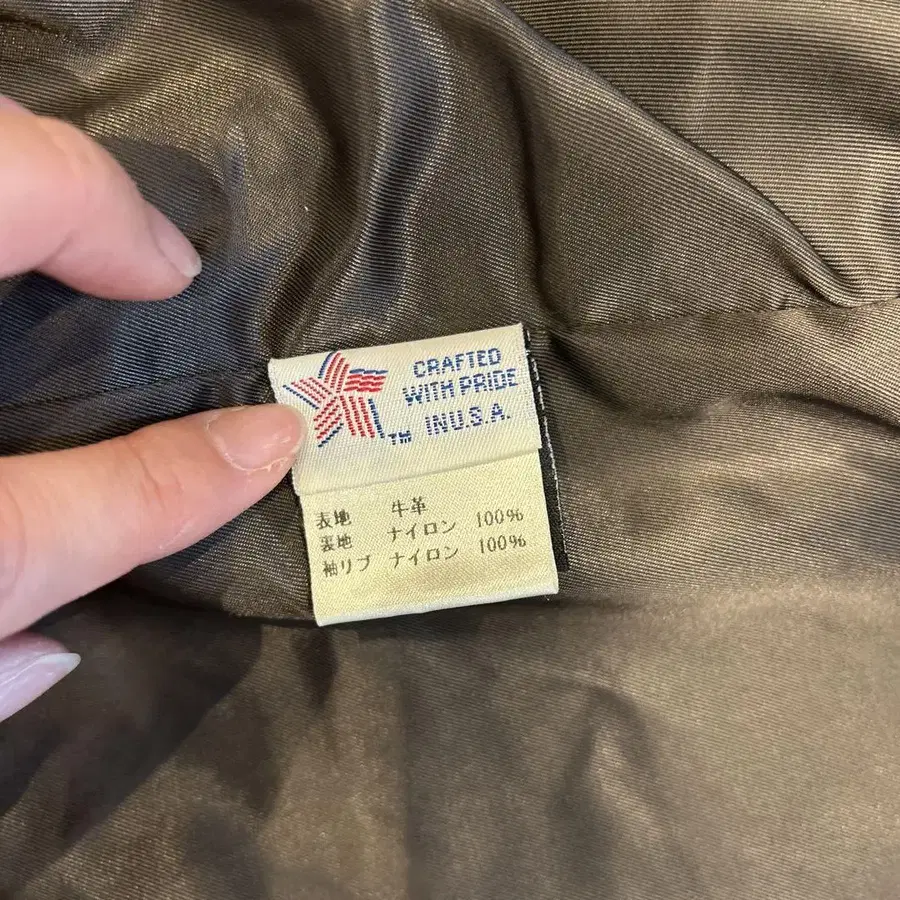 CRAFTED
WITH PRIDE
IN U.S.A.
TM
表地 牛革
裏地 ナイロン 100%
袖リブ ナイロン 100%